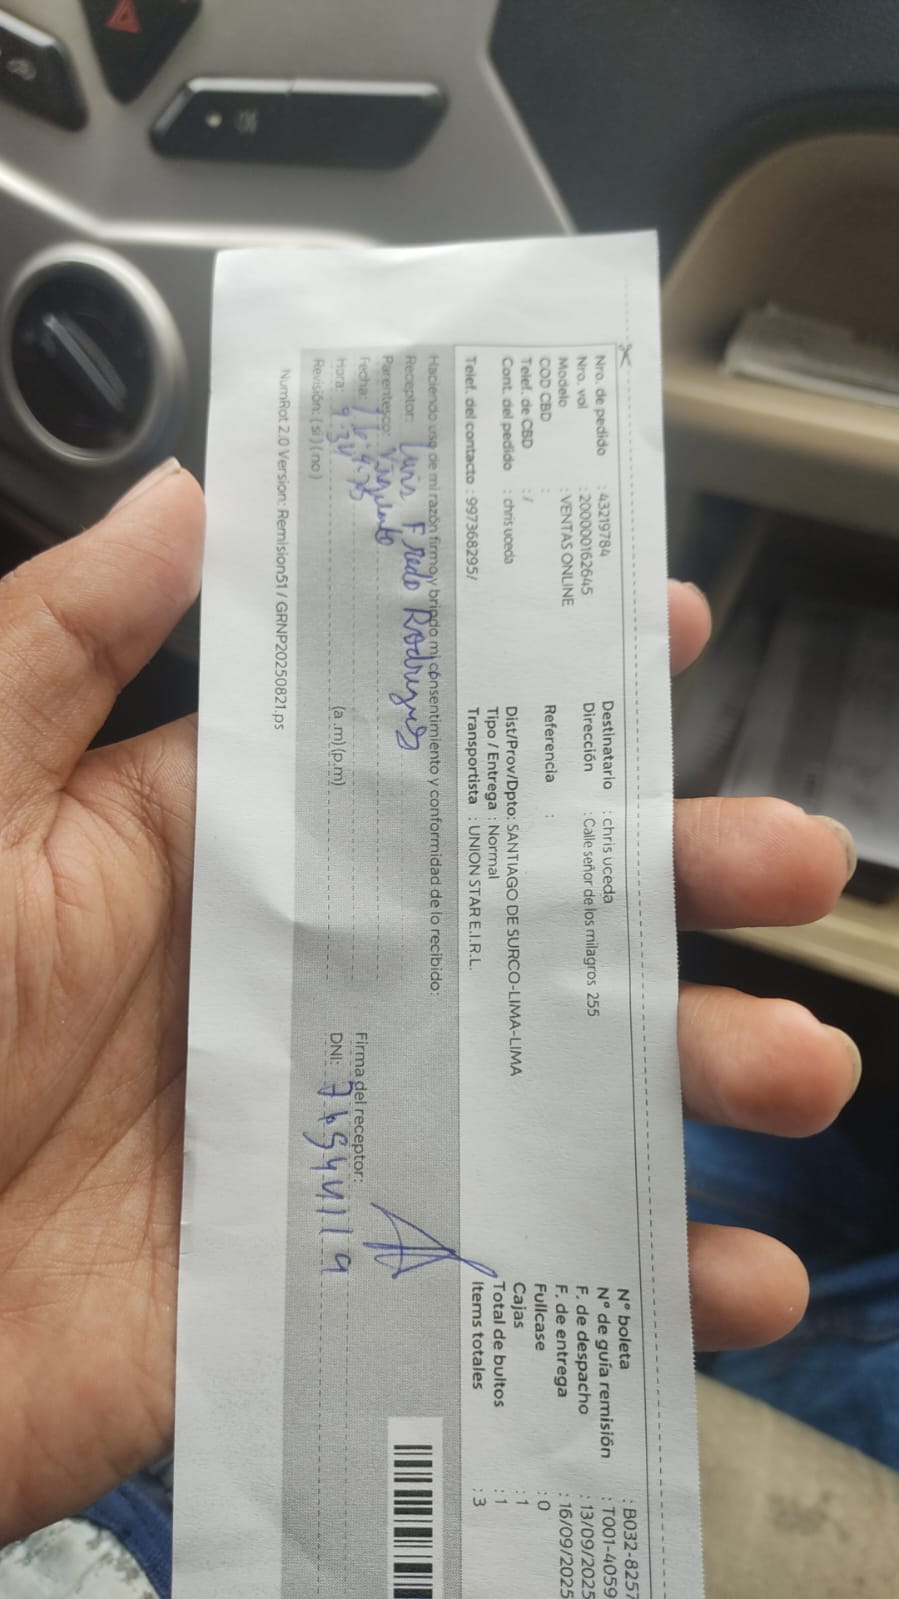 Nro. de pedido : 43219784
Nro. vol : 200000162645
Modelo : VENTAS ONLINE
COD CBD :
Telef. de CBD : /
Cont. del pedido : chris uceda
Telef. del contacto : 997368295/
Destinatario : chris uceda
Dirección : Calle señor de los milagros 255
Referencia :
Dist/Prov/Dpto: SANTIAGO DE SURCO-LIMA-LIMA
Tipo / Entrega : Normal
Transportista : UNION STAR E.I.R.L.
N° boleta : B032-8257
N° de guía remisión : T001-4059
F. de despacho : 13/09/2025
F. de entrega : 16/09/2025
Fullcase : 0
Cajas : 1
Total de bultos : 1
Items totales : 3
Haciendo uso de mi razón firmo y brindo mi consentimiento y conformidad de lo recibido:
Receptor: Luis Fredo Rodriguez
Parentesco:
Fecha:
Hora: 9:34 (a.m)(p.m)
Revisión: (si)(no)
Firma del receptor:
DNI:
NumRot 2.0 Version: Remision51 / GRNP20250821.ps